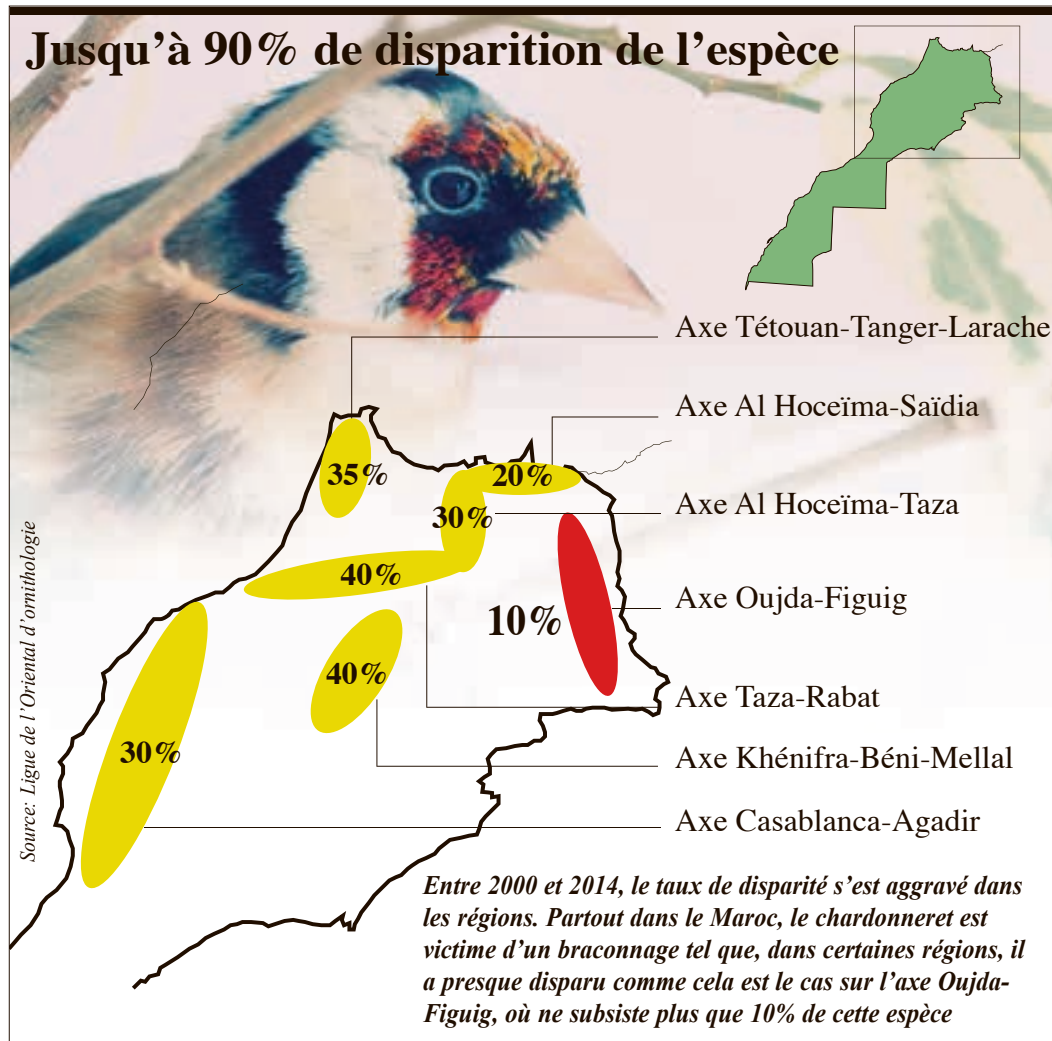 Jusqu’à 90% de disparition de l’espèce
Axe Tétouan-Tanger-Larache
Axe Al Hoceïma-Saïdia
35%
20%
30%
Axe Al Hoceïma-Taza
40%
Axe Oujda-Figuig
10%
40%
Axe Taza-Rabat
30%
Axe Khénifra-Béni-Mellal
Axe Casablanca-Agadir
Source: Ligue de l’Oriental d’ornithologie
Entre 2000 et 2014, le taux de disparité s’est aggravé dans
les régions. Partout dans le Maroc, le chardonneret est
victime d’un braconnage tel que, dans certaines régions, il
a presque disparu comme cela est le cas sur l’axe Oujda-
Figuig, où ne subsiste plus que 10% de cette espèce